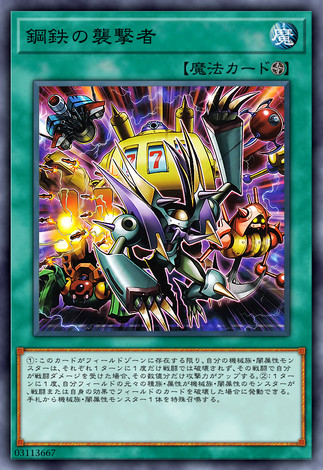 鋼鉄の襲撃者
魔
【魔法カード】
777
①：このカードがフィールドゾーンに存在する限り、自分の機械族・闇属性モン
スターは、それぞれ１ターンに１度だけ戦闘では破壊されず、その戦闘で自分
が戦闘ダメージを受けた場合、その数値分だけ攻撃力がアップする。②：１ター
ンに１度、自分フィールドの元々の種族・属性が機械族・闇属性のモンスターが、
戦闘または自身の効果でフィールドのカードを破壊した場合に発動できる。
手札から機械族・闇属性モンスター１体を特殊召喚する。
03113667